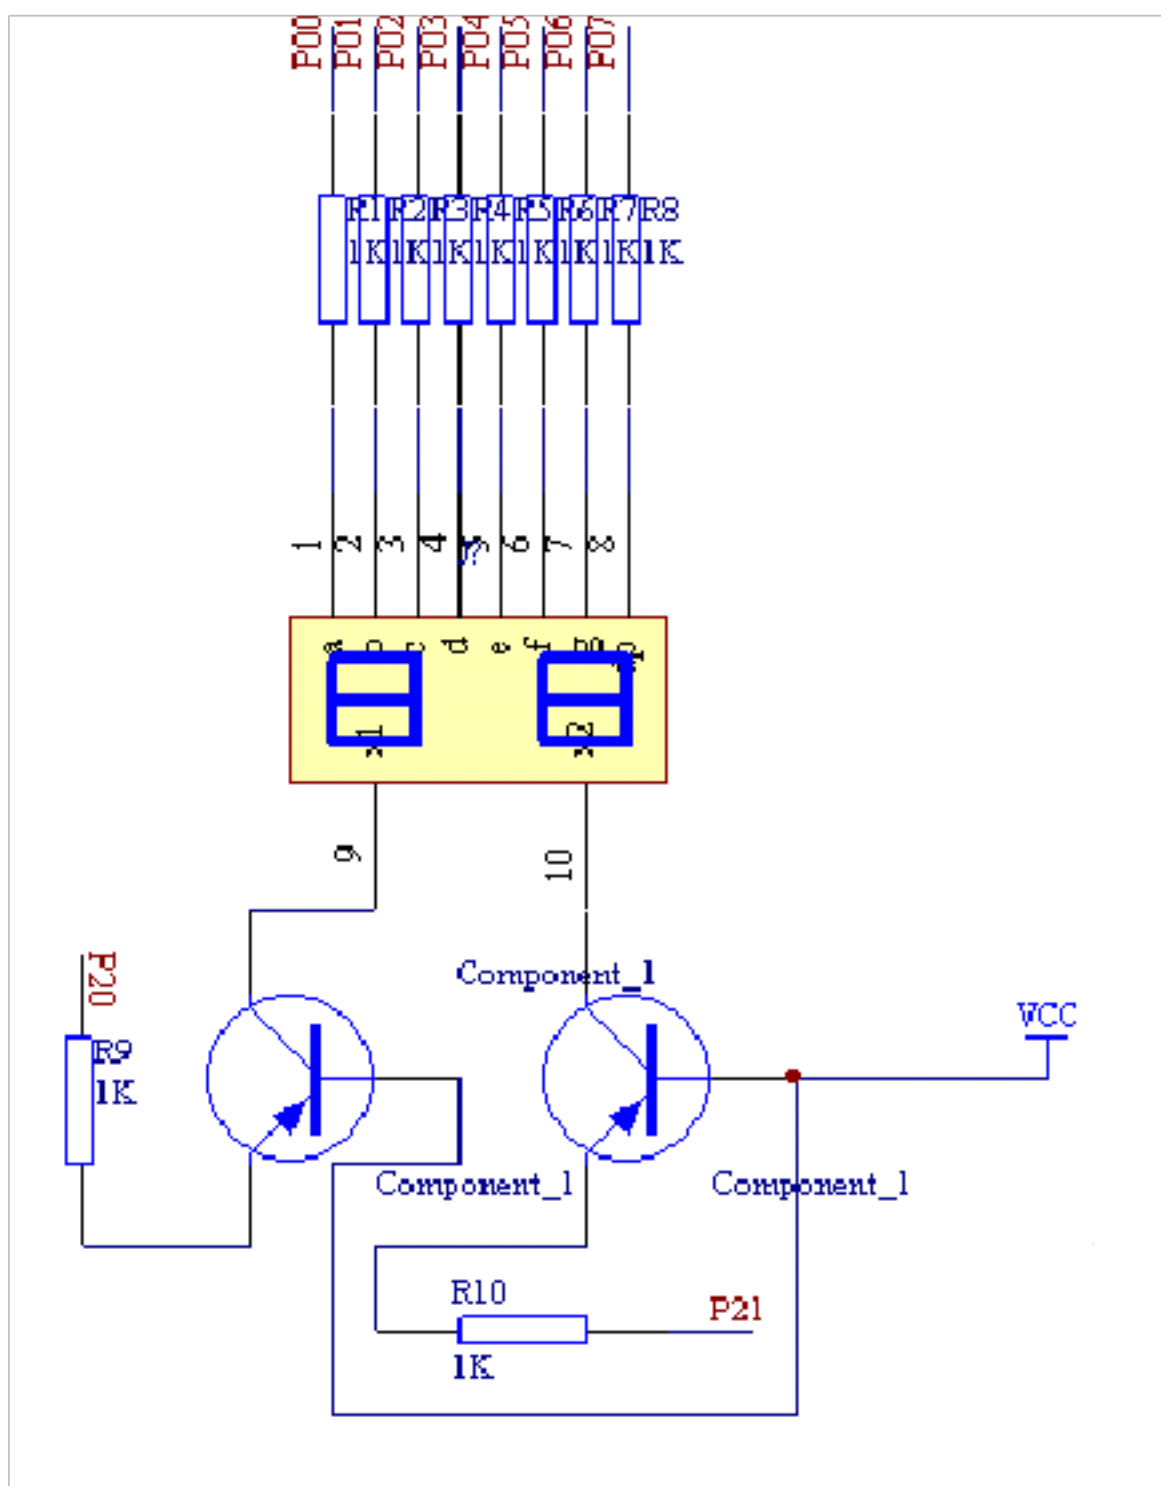 P00 P01 P02 P03 P04 P05 P06 P07
R1 R2 R3 R4 R5 R6 R7 R8
1K 1K 1K 1K 1K 1K 1K 1K
1 2 3 4 5 6 7 8
J?
a b c d e f g dp
x1 x2
9 10
P20
Component_1
VCC
R9
1K
Component_1 Component_1
R10
P21
1K